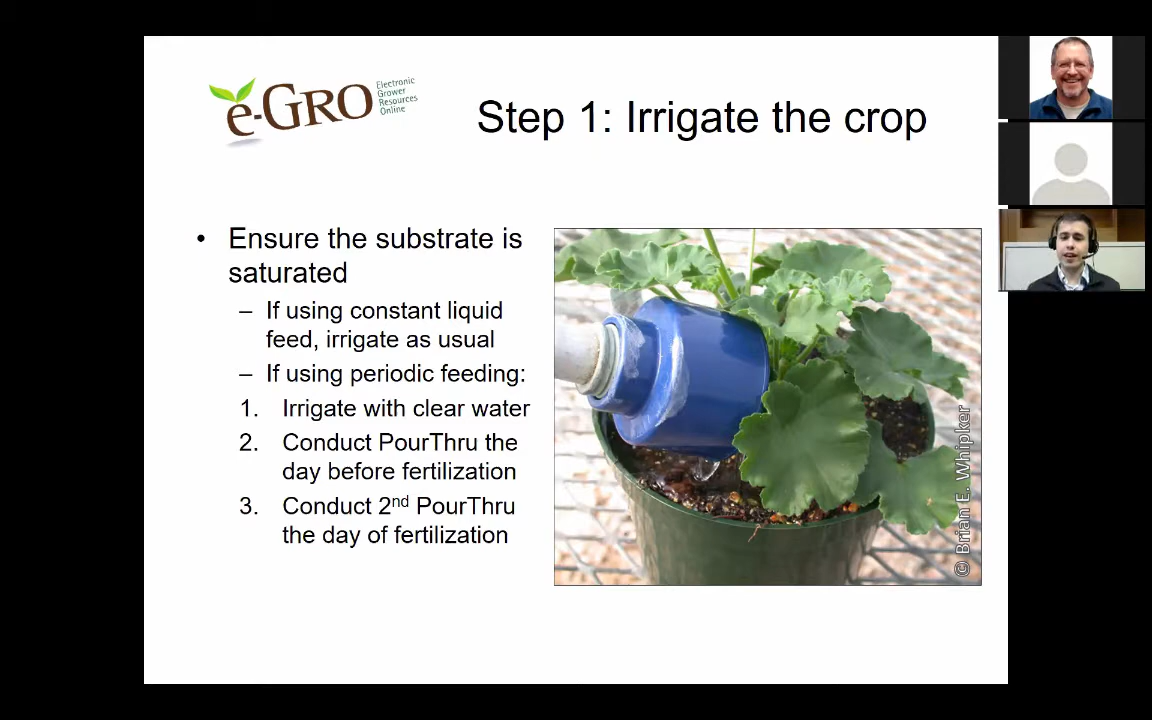 e-GRO
Electronic
Grower
Resources
Online
Step 1: Irrigate the crop
• Ensure the substrate is
saturated
– If using constant liquid
feed, irrigate as usual
– If using periodic feeding:
1. Irrigate with clear water
2. Conduct PourThru the
day before fertilization
3. Conduct 2nd PourThru
the day of fertilization
© Brian E. Whipker